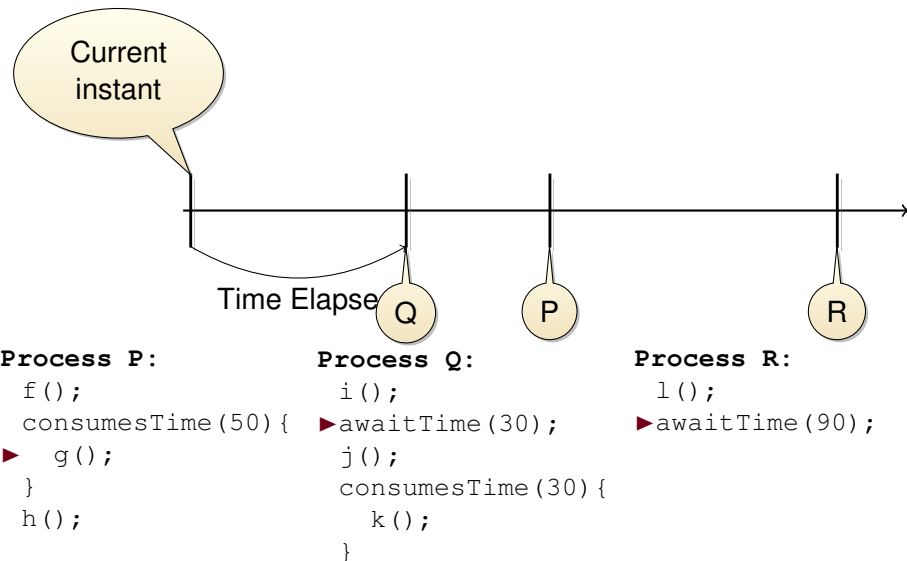 Current
instant
Time Elapse
Q
P
R
Process P:
f();
consumesTime(50){
g();
}
h();
Process Q:
i();
awaitTime(30);
j();
consumesTime(30){
k();
}
Process R:
l();
awaitTime(90);